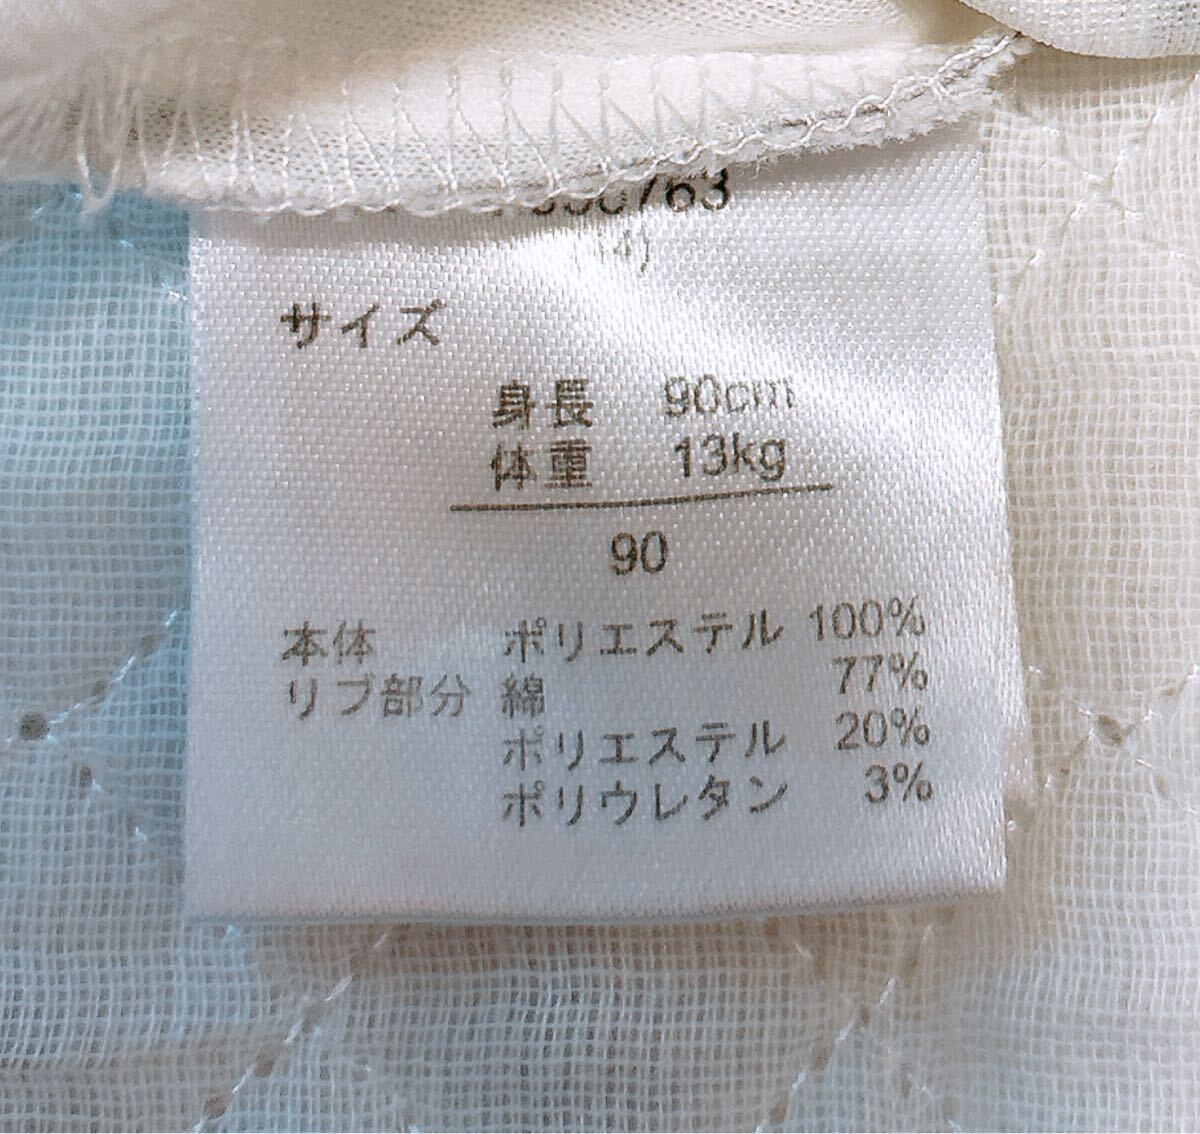 763
サイズ
身長 90cm
体重 13kg
90
本体 ポリエステル 100%
リブ部分 綿 77%
ポリエステル 20%
ポリウレタン 3%